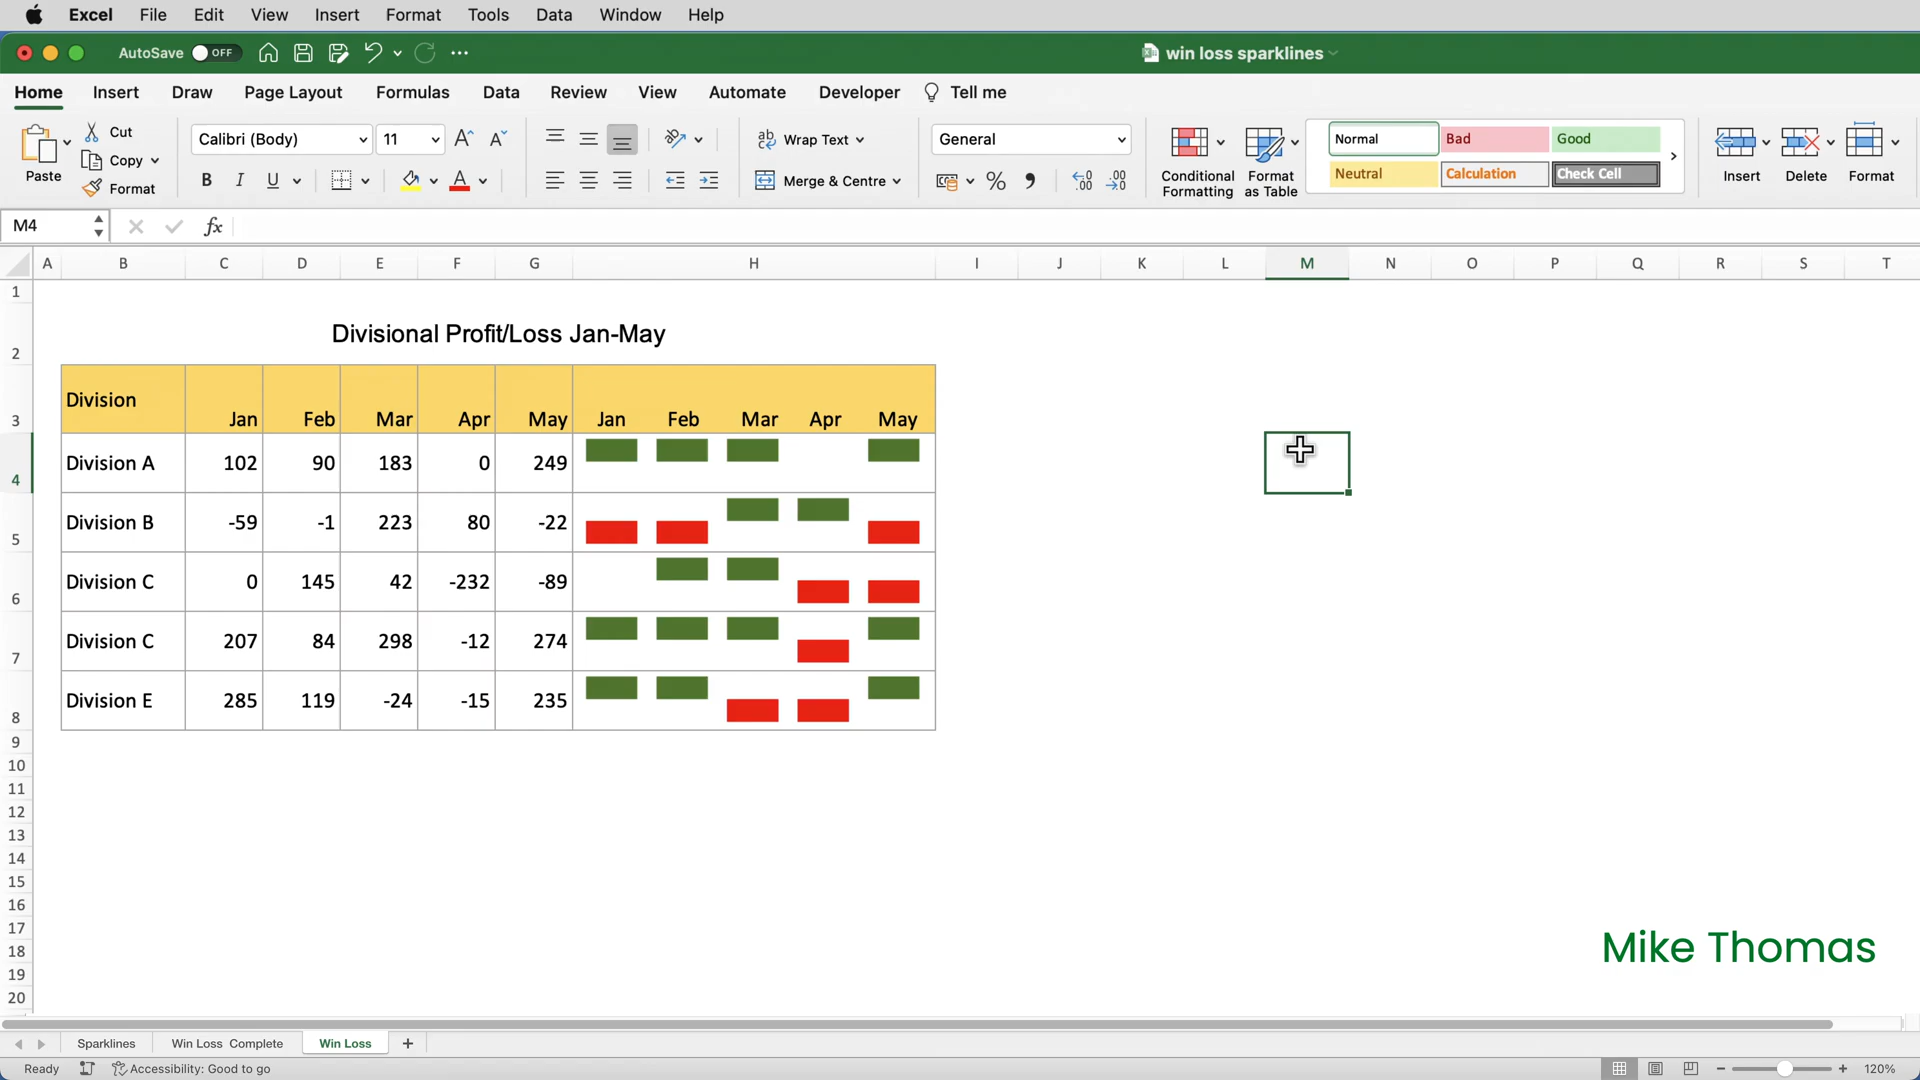 Excel File Edit View Insert Format Tools Data Window Help
AutoSave OFF win loss sparklines
Home Insert Draw Page Layout Formulas Data Review View Automate Developer Tell me
Paste Cut Copy Format
Calibri (Body) 11 A A
B I U A
ab Wrap Text
Merge & Centre
General
% .0 .00 .00 .0
Conditional Formatting
Format as Table
Normal Bad Good
Neutral Calculation Check Cell
Insert Delete Format
M4 fx
A B C D E F G H I J K L M N O P Q R S T
1
2 Divisional Profit/Loss Jan-May
3 Division Jan Feb Mar Apr May Jan Feb Mar Apr May
4 Division A 102 90 183 0 249
5 Division B -59 -1 223 80 -22
6 Division C 0 145 42 -232 -89
7 Division C 207 84 298 -12 274
8 Division E 285 119 -24 -15 235
9
10
11
12
13
14
15
16
17
18 Mike Thomas
19
20
Sparklines Win Loss Complete Win Loss +
Ready Accessibility: Good to go 120%